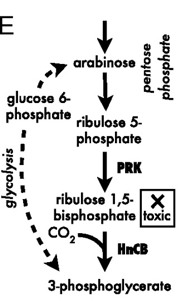 E
arabinose
pentose
phosphate
glucose 6-
phosphate
glycolysis
ribulose 5-
phosphate
PRK
ribulose 1,5-
bisphosphate
X
toxic
CO2
HnCB
3-phosphoglycerate